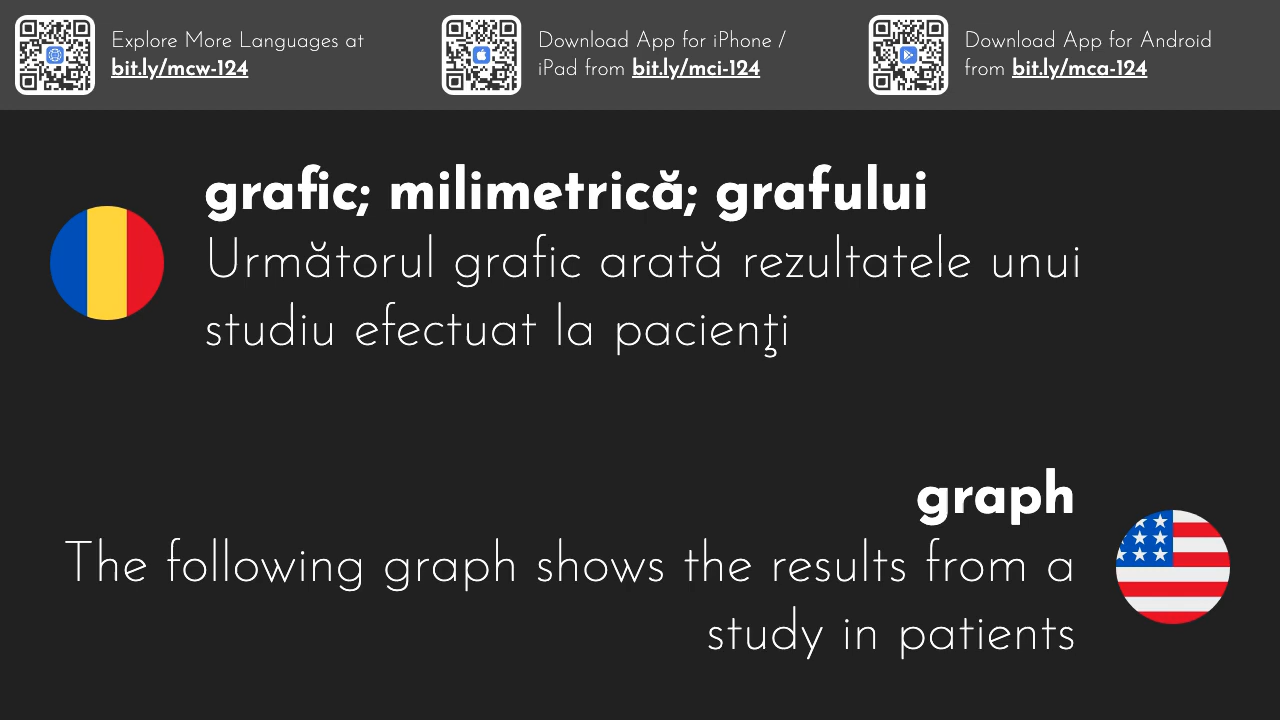 Explore More Languages at
bit.ly/mcw-124
Download App for iPhone /
iPad from bit.ly/mci-124
Download App for Android
from bit.ly/mca-124
grafic; milimetrică; grafului
Următorul grafic arată rezultatele unui
studiu efectuat la pacienţi
graph
The following graph shows the results from a
study in patients